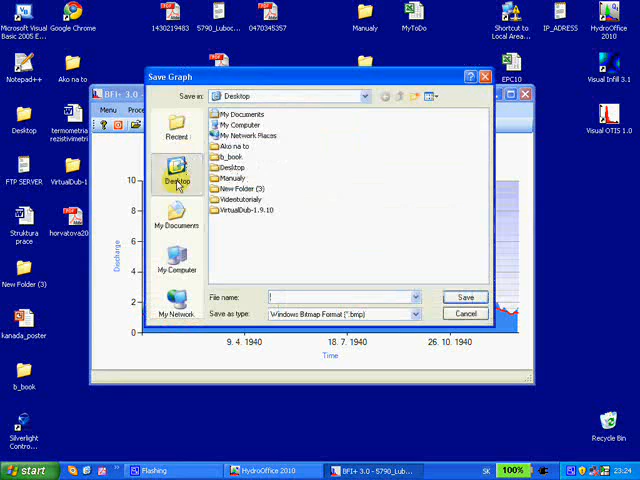 Microsoft Visual
Basic 2005 E...
Google Chrome
1430219483
5790_Luboc...
0470345357
Manualy
MyToDo
Shortcut to
Local Area...
IP_ADRES5
HydroOffice
2010
Notepad++
Ako na to
EPC10
Visual Infill 3.1
Desktop
termometria
rezistivimetri
Visual OTIS 1.0
FTP SERVER
VirtualDub-1
Struktura
prace
horvatova20
New Folder (3)
kanada_poster
b_book
Silverlight
Contro...
Recycle Bin
BFI+ 3.0 -
Menu
Proce
Save Graph
Save in:
Desktop
Recent
Desktop
My Documents
My Computer
My Network
My Documents
My Computer
My Network Places
Ako na to
b_book
Desktop
Manualy
New Folder (3)
Videotutorialy
VirtualDub-1.9.10
File name:
Save
Save as type:
Windows Bitmap Format (*.bmp)
Cancel
Discharge
10
8
6
4
2
0
9. 4. 1940
18. 7. 1940
26. 10. 1940
Time
start
Flashing
HydroOffice 2010
BFI+ 3.0 - 5790_Lub...
SK
100%
23:24